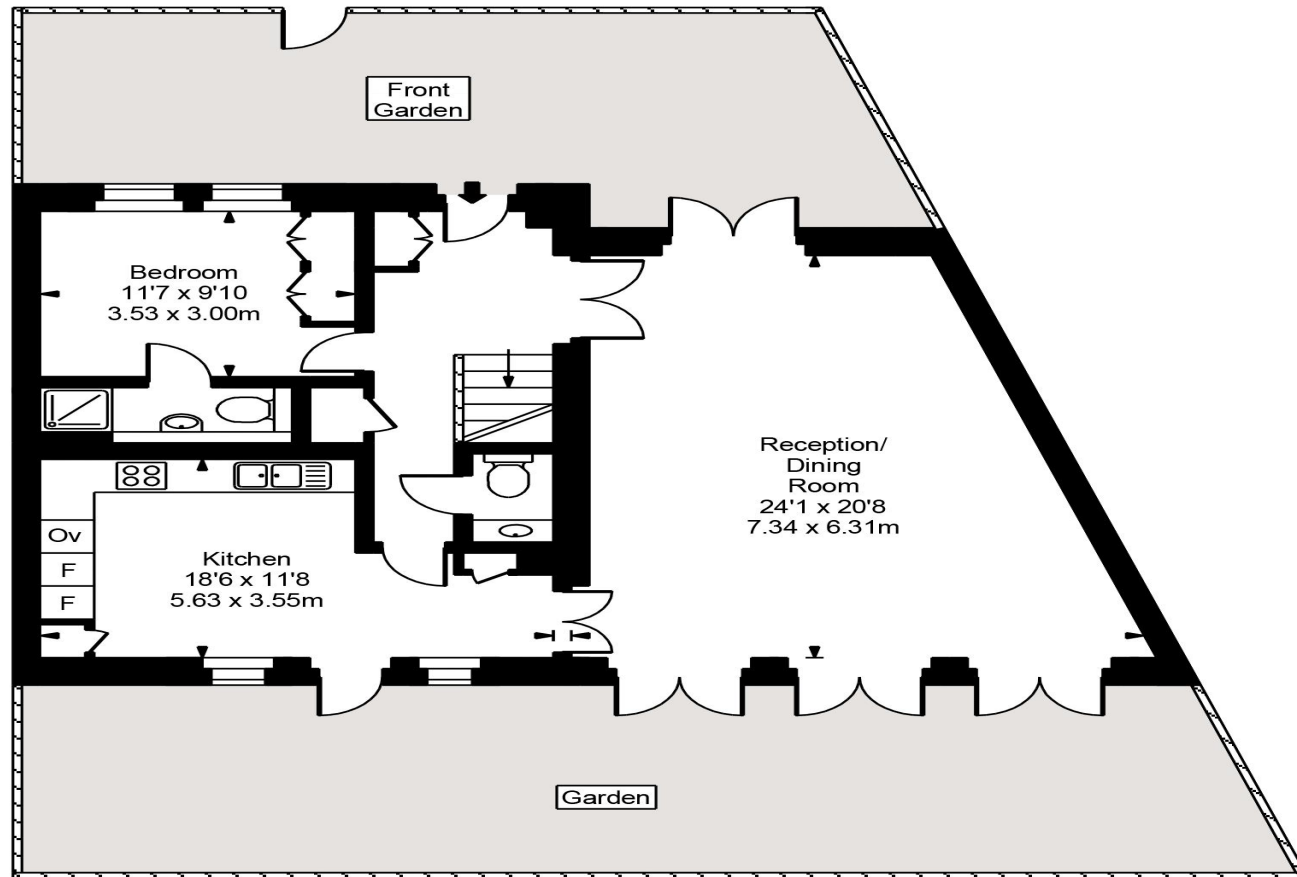 Front
Garden
Bedroom
11'7 x 9'10
3.53 x 3.00m
Reception/
Dining
Room
24'1 x 20'8
7.34 x 6.31m
Ov
F
F
Kitchen
18'6 x 11'8
5.63 x 3.55m
Garden